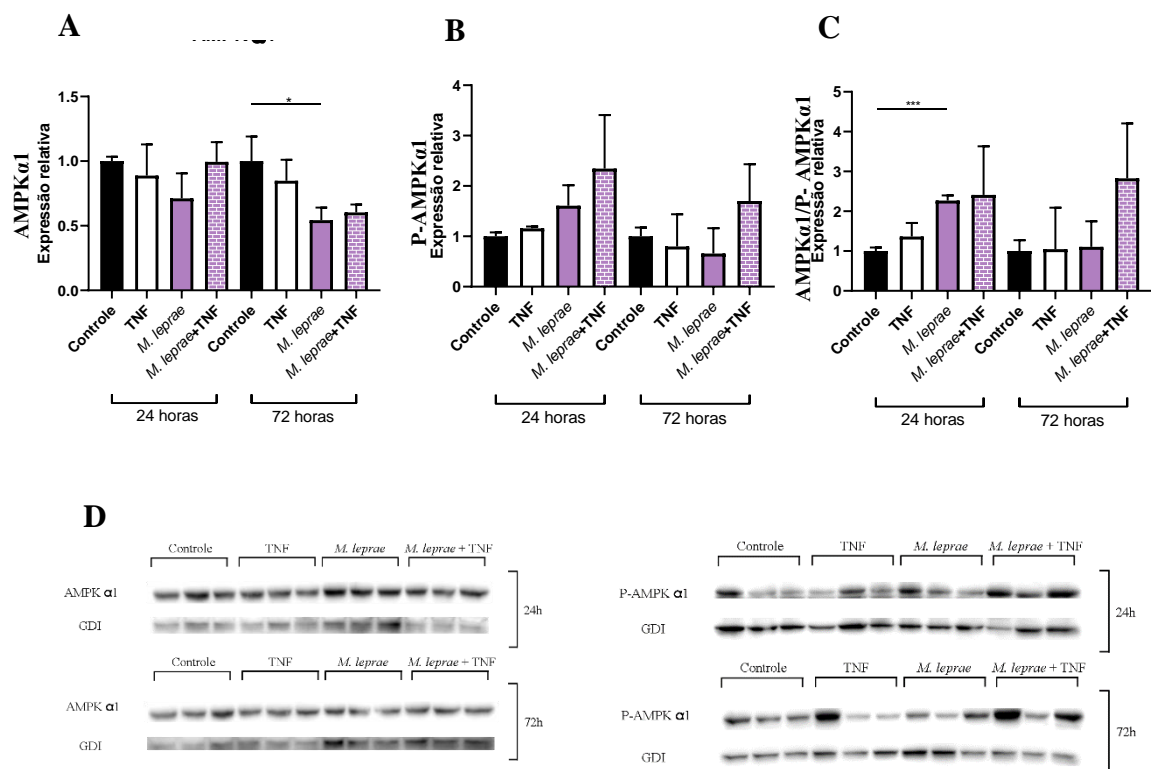 A
AMPKα1
Expressão relativa
1.5
1.0
0.5
0.0
*
Controle
TNF
M. leprae
M. leprae+TNF
Controle
TNF
M. leprae
M. leprae+TNF
24 horas
72 horas
B
P-AMPKα1
Expressão relativa
4
3
2
1
0
Controle
TNF
M. leprae
M. leprae+TNF
Controle
TNF
M. leprae
M. leprae+TNF
24 horas
72 horas
C
AMPKα1/P- AMPKα1
Expressão relativa
5
4
3
2
1
0
***
Controle
TNF
M. leprae
M. leprae+TNF
Controle
TNF
M. leprae
M. leprae+TNF
24 horas
72 horas
D
Controle TNF M. leprae M. leprae + TNF
AMPK α1
GDI
24h
Controle TNF M. leprae M. leprae + TNF
AMPK α1
GDI
72h
Controle TNF M. leprae M. leprae + TNF
P-AMPK α1
GDI
24h
Controle TNF M. leprae M. leprae + TNF
P-AMPK α1
GDI
72h